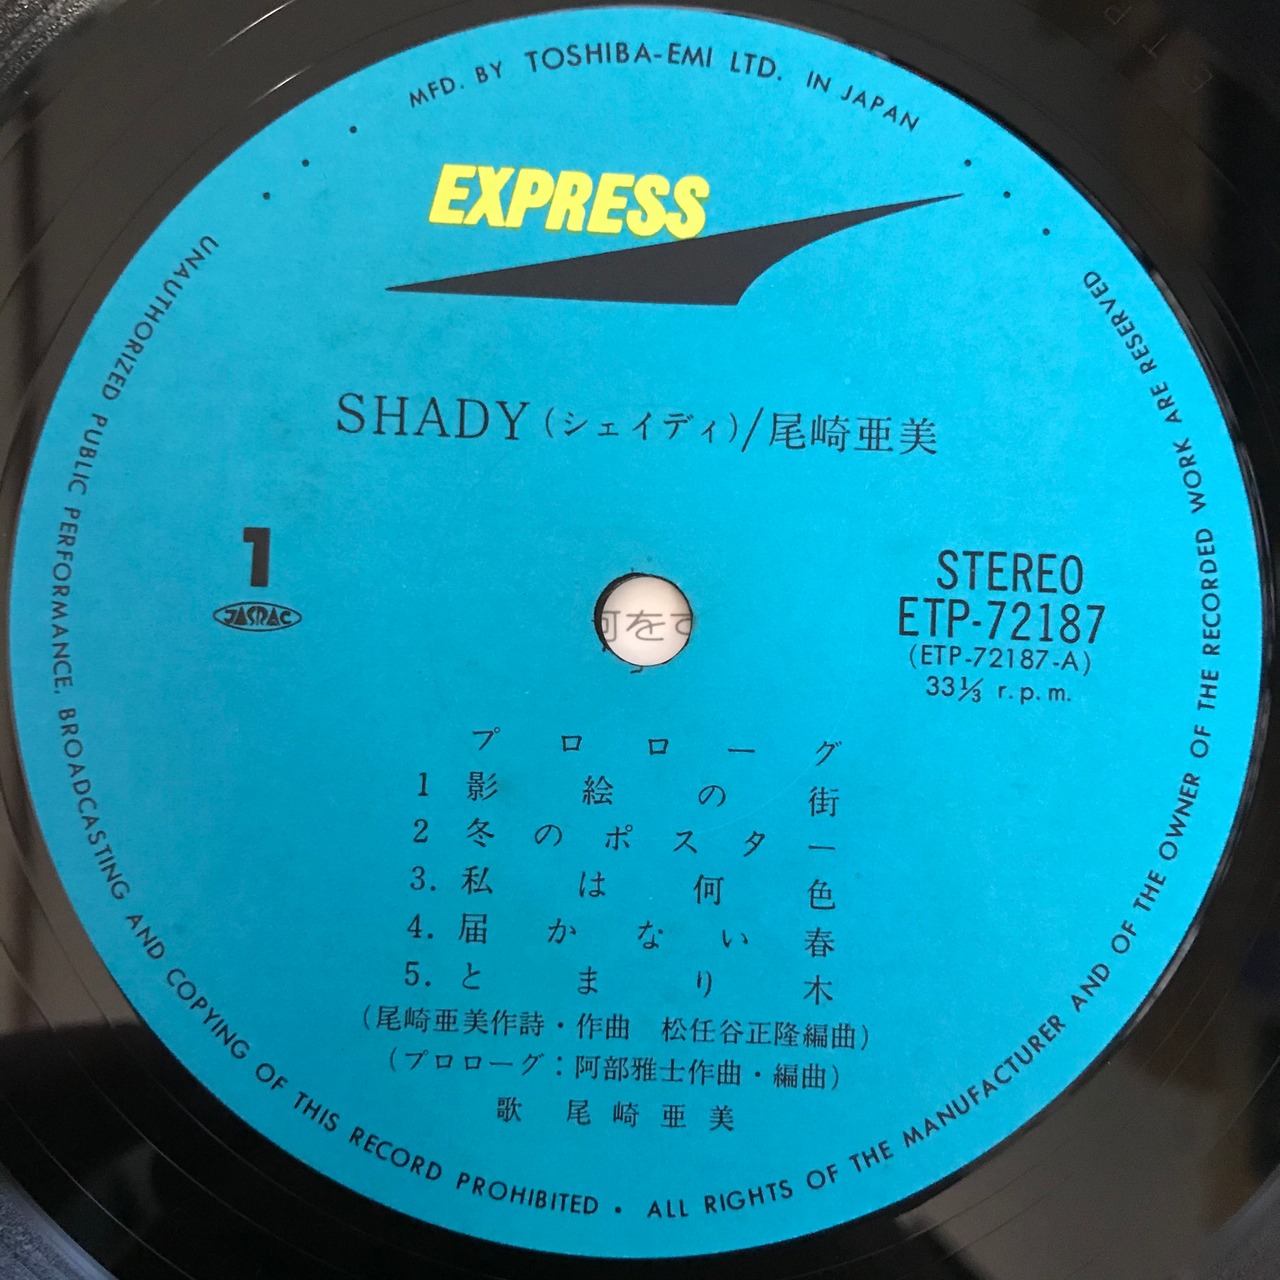 MFD. BY TOSHIBA-EMI LTD. IN JAPAN
EXPRESS
SHADY (シェイディ)/尾崎亜美
1
JASRAC
STEREO
ETP-72187
(ETP-72187-A)
33⅓ r.p.m.
何をす
プロローグ
1 影絵の街
2 冬のポスター
3. 私は何色
4. 届かない春
5. とまり木
(尾崎亜美作詩・作曲 松任谷正隆編曲)
(プロローグ:阿部雅士作曲・編曲)
歌 尾崎亜美
UNAUTHORIZED PUBLIC PERFORMANCE, BROADCASTING AND COPYING OF THIS RECORD PROHIBITED • ALL RIGHTS OF THE MANUFACTURER AND OF THE OWNER OF THE RECORDED WORK ARE RESERVED